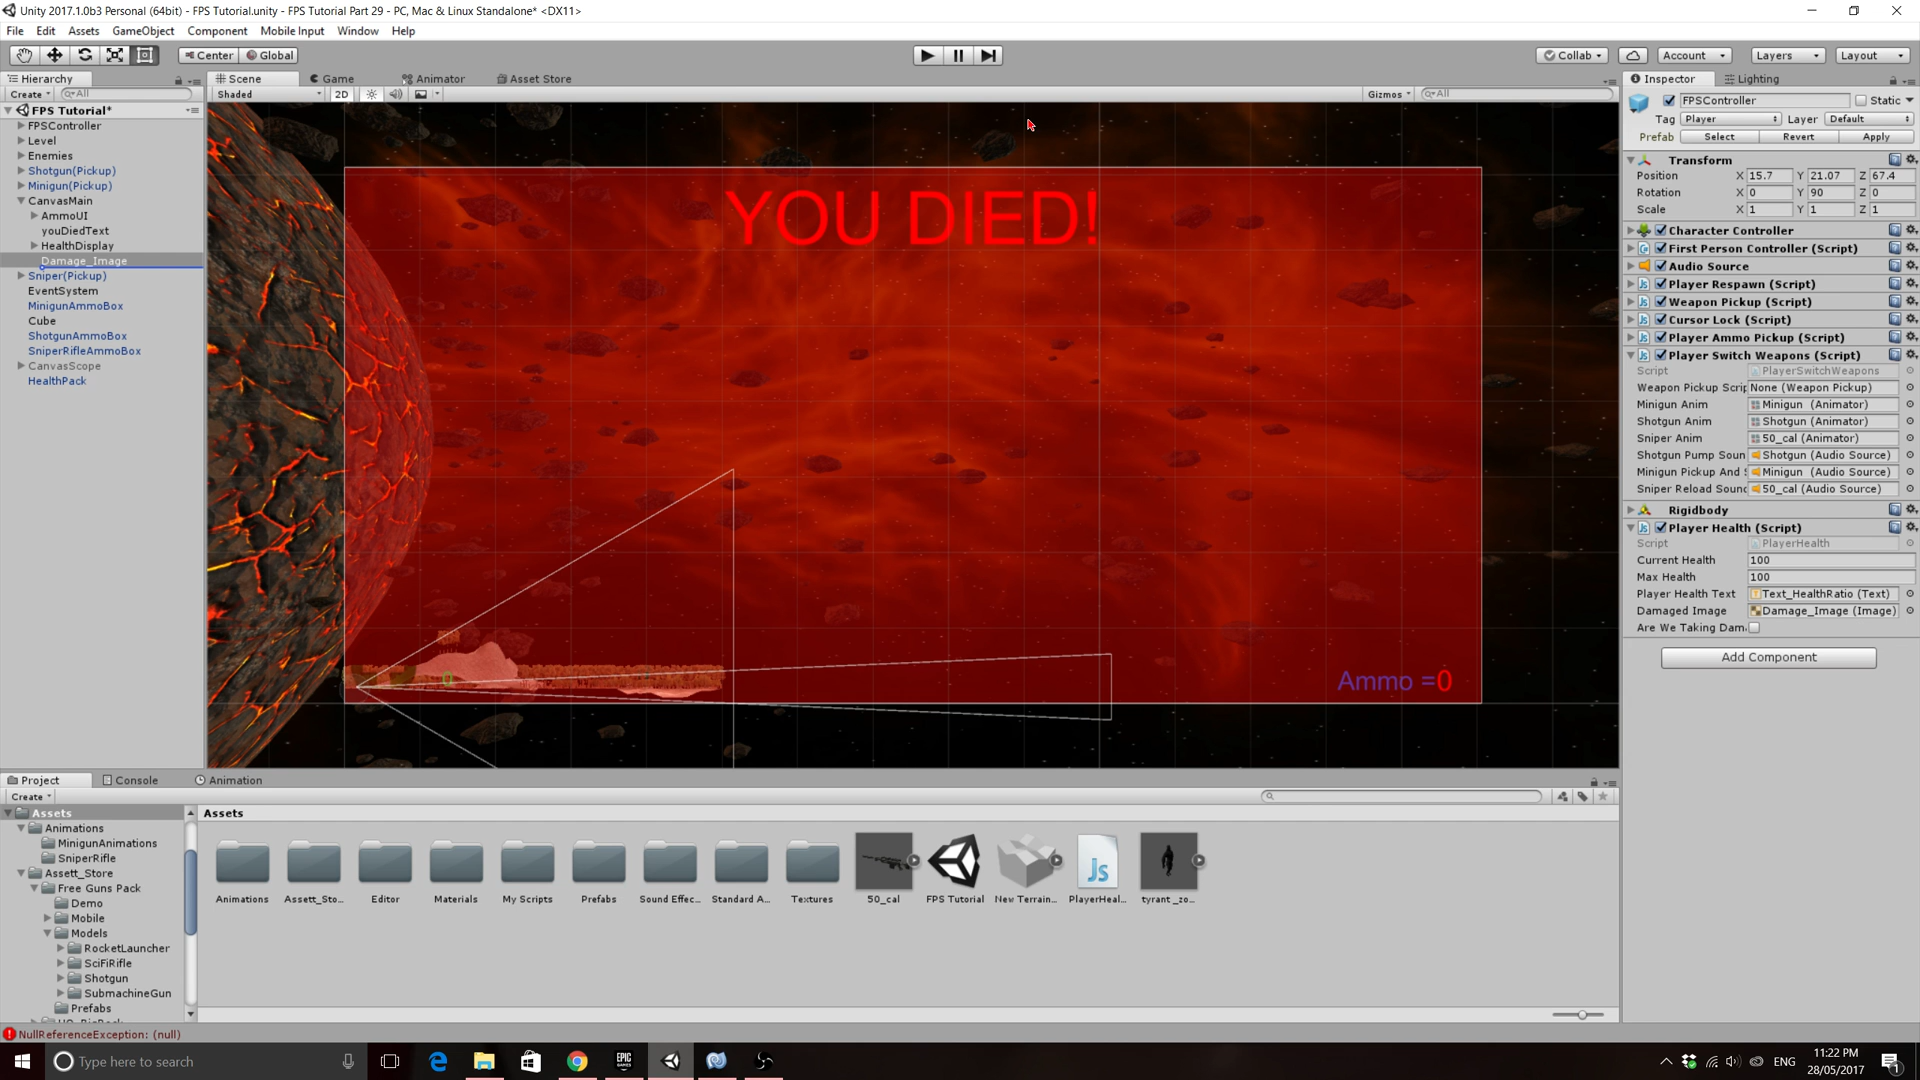 Unity 2017.1.0b3 Personal (64bit) - FPS Tutorial.unity - FPS Tutorial Part 29 - PC, Mac & Linux Standalone* <DX11>
File Edit Assets GameObject Component Mobile Input Window Help
Center Global Collab Account Layers Layout
Hierarchy Scene Game Animator Asset Store Inspector Lighting
Create All Shaded 2D Gizmos All
FPS Tutorial*
FPSController
Level
Enemies
Shotgun(Pickup)
Minigun(Pickup)
CanvasMain
AmmoUI
youDiedText
HealthDisplay
Damage_Image
Sniper(Pickup)
EventSystem
MinigunAmmoBox
Cube
ShotgunAmmoBox
SniperRifleAmmoBox
CanvasScope
HealthPack
YOU DIED!
0
Ammo =0
FPSController Static
Tag Player Layer Default
Prefab Select Revert Apply
Transform
Position X 15.7 Y 21.07 Z 67.4
Rotation X 0 Y 90 Z 0
Scale X 1 Y 1 Z 1
Character Controller
First Person Controller (Script)
Audio Source
Player Respawn (Script)
Weapon Pickup (Script)
Cursor Lock (Script)
Player Ammo Pickup (Script)
Player Switch Weapons (Script)
Script PlayerSwitchWeapons
Weapon Pickup Scrip None (Weapon Pickup)
Minigun Anim Minigun (Animator)
Shotgun Anim Shotgun (Animator)
Sniper Anim 50_cal (Animator)
Shotgun Pump Soun Shotgun (Audio Source)
Minigun Pickup And S Minigun (Audio Source)
Sniper Reload Sound 50_cal (Audio Source)
Rigidbody
Player Health (Script)
Script PlayerHealth
Current Health 100
Max Health 100
Player Health Text Text_HealthRatio (Text)
Damaged Image Damage_Image (Image)
Are We Taking Dam
Add Component
Project Console Animation
Create
Assets
Animations
MinigunAnimations
SniperRifle
Assett_Store
Free Guns Pack
Demo
Mobile
Models
RocketLauncher
SciFiRifle
Shotgun
SubmachineGun
Prefabs
Assets
Animations Assett_Sto... Editor Materials My Scripts Prefabs Sound Effec... Standard A... Textures 50_cal FPS Tutorial New Terrain... PlayerHeal... tyrant _zo...
Js
NullReferenceException: (null)
Type here to search
EPIC GAMES
ENG
11:22 PM
28/05/2017
1